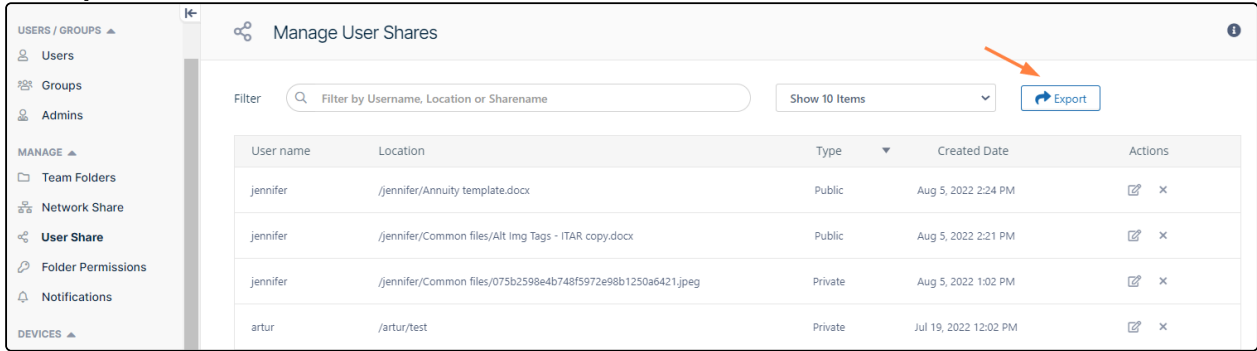 USERS / GROUPS
Users
Groups
Admins
MANAGE
Team Folders
Network Share
User Share
Folder Permissions
Notifications
DEVICES
Manage User Shares
Filter
Filter by Username, Location or Sharename
Show 10 Items
Export
User name Location Type Created Date Actions
jennifer /jennifer/Annuity template.docx Public Aug 5, 2022 2:24 PM
jennifer /jennifer/Common files/Alt Img Tags - ITAR copy.docx Public Aug 5, 2022 2:21 PM
jennifer /jennifer/Common files/075b2598e4b748f5972e98b1250a6421.jpeg Private Aug 5, 2022 1:02 PM
artur /artur/test Private Jul 19, 2022 12:02 PM